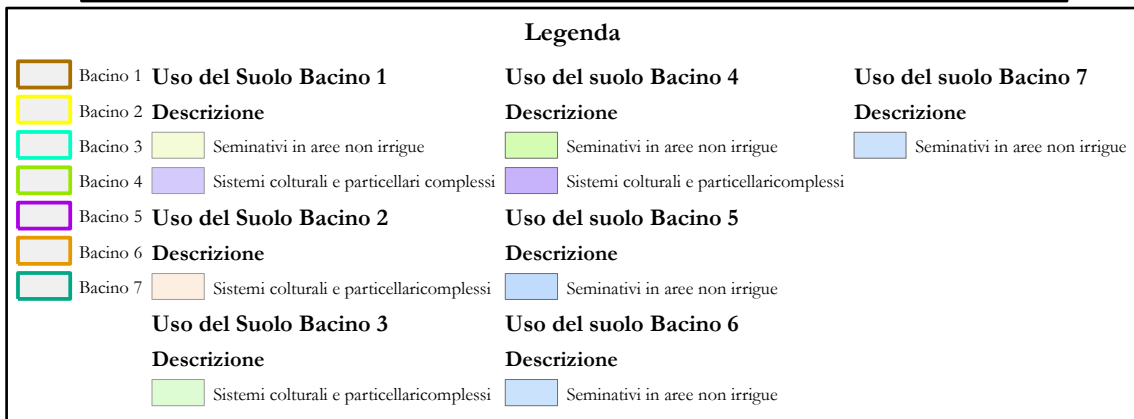 Legenda
Bacino 1
Bacino 2
Bacino 3
Bacino 4
Bacino 5
Bacino 6
Bacino 7
Uso del Suolo Bacino 1
Descrizione
Seminativi in aree non irrigue
Sistemi colturali e particellari complessi
Uso del Suolo Bacino 2
Descrizione
Sistemi colturali e particellaricomplessi
Uso del Suolo Bacino 3
Descrizione
Sistemi colturali e particellaricomplessi
Uso del suolo Bacino 4
Descrizione
Seminativi in aree non irrigue
Sistemi colturali e particellaricomplessi
Uso del suolo Bacino 5
Descrizione
Seminativi in aree non irrigue
Uso del suolo Bacino 6
Descrizione
Seminativi in aree non irrigue
Uso del suolo Bacino 7
Descrizione
Seminativi in aree non irrigue